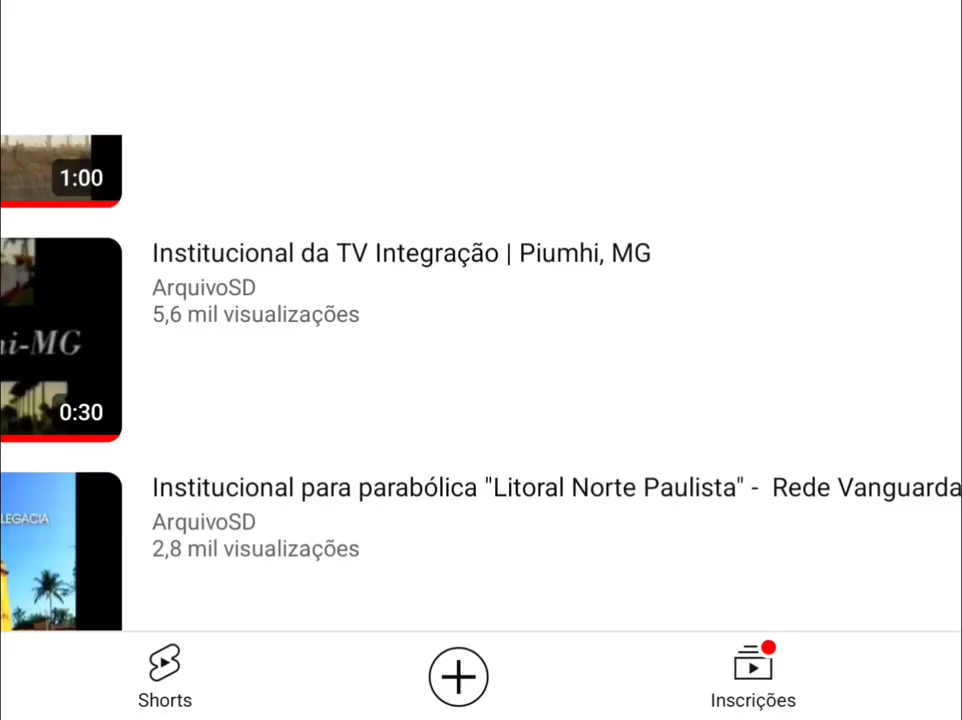 1:00
Institucional da TV Integração | Piumhi, MG
ArquivoSD
5,6 mil visualizações
ni-MG
0:30
Institucional para parabólica "Litoral Norte Paulista" - Rede Vanguarda
ArquivoSD
2,8 mil visualizações
LEGACIA
Shorts
Inscrições